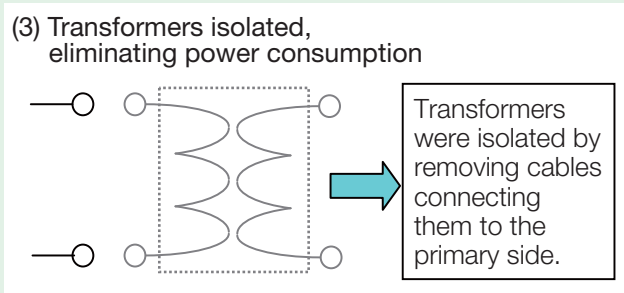 (3) Transformers isolated,
eliminating power consumption
Transformers
were isolated by
removing cables
connecting
them to the
primary side.